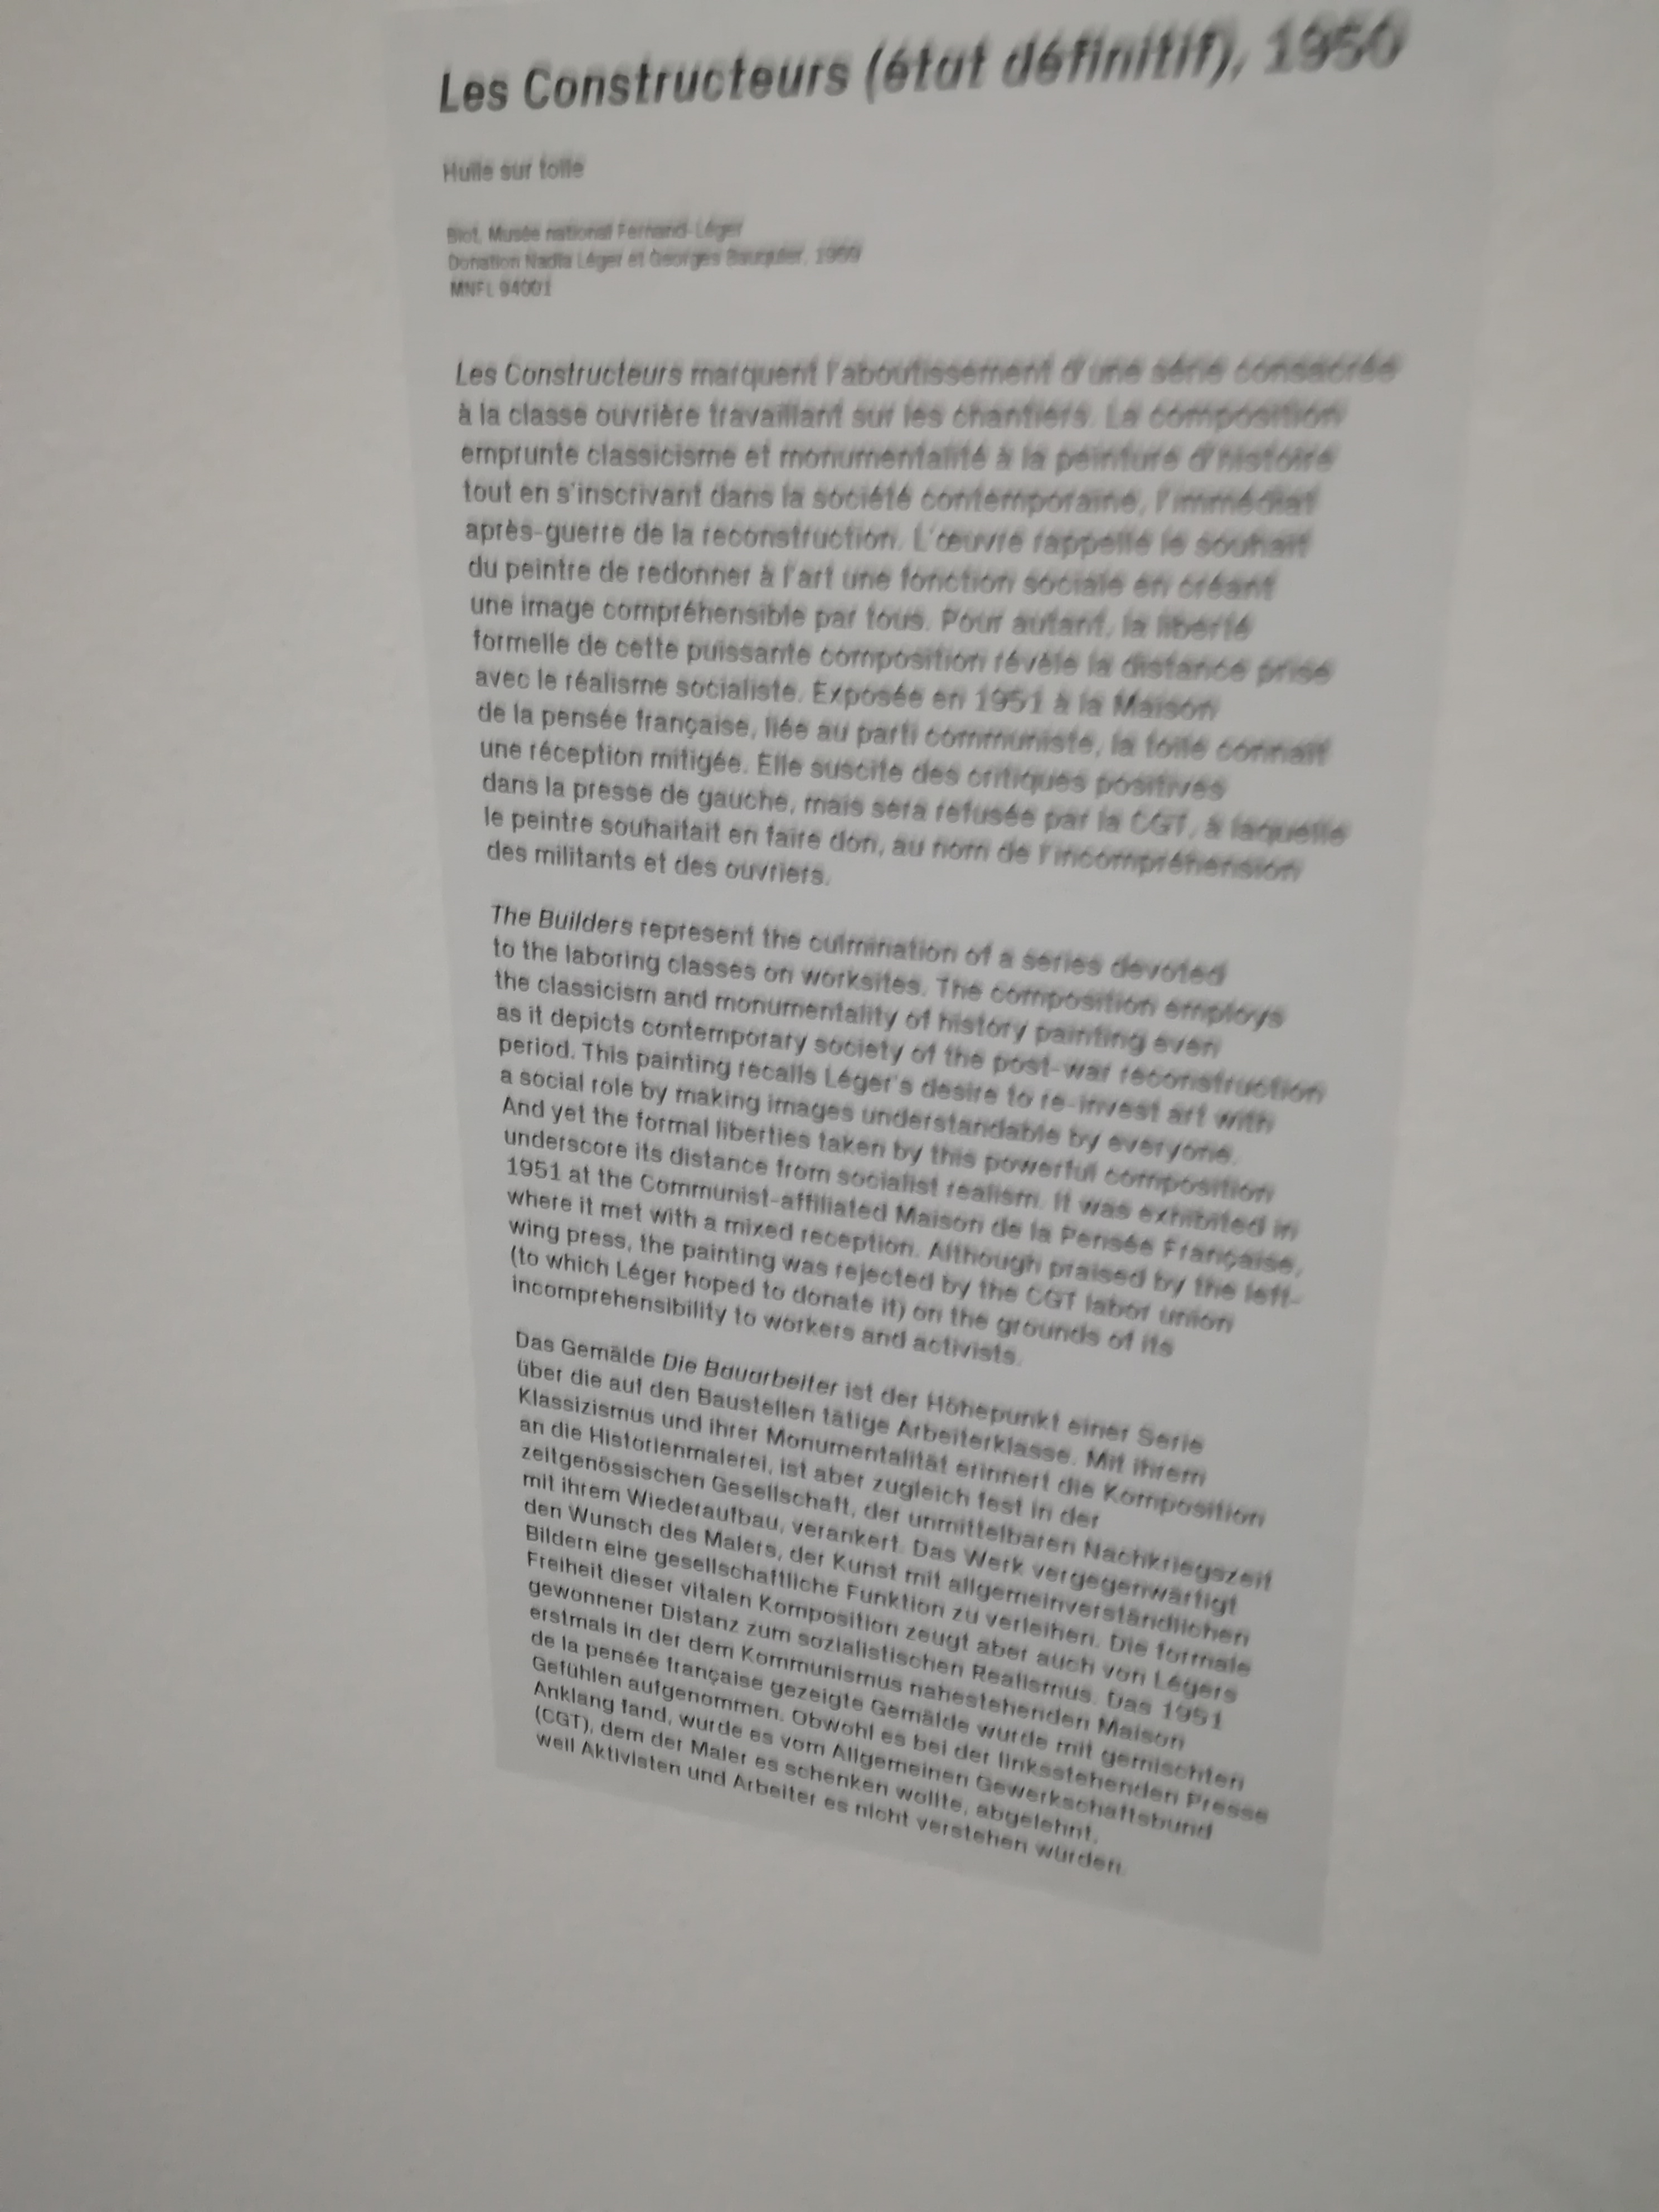 Les Constructeurs (état définitif), 1950
Huile sur toile
Biot, Musée national Fernand-Léger
Donation Nadia Léger et Georges Bauquier, 1969
MNFL 94001
Les Constructeurs marquent l'aboutissement d'une série consacrée
à la classe ouvrière travaillant sur les chantiers. La composition
emprunte classicisme et monumentalité à la peinture d'histoire
tout en s'inscrivant dans la société contemporaine, l'immédiat
après-guerre de la reconstruction. L'œuvre rappelle le souhait
du peintre de redonner à l'art une fonction sociale en créant
une image compréhensible par tous. Pour autant, la liberté
formelle de cette puissante composition révèle la distance prise
avec le réalisme socialiste. Exposée en 1951 à la Maison
de la pensée française, liée au parti communiste, la toile connaît
une réception mitigée. Elle suscite des critiques positives
dans la presse de gauche, mais sera refusée par la CGT, à laquelle
le peintre souhaitait en faire don, au nom de l'incompréhension
des militants et des ouvriers.
The Builders represent the culmination of a series devoted
to the laboring classes on worksites. The composition employs
the classicism and monumentality of history painting even
as it depicts contemporary society of the post-war reconstruction
period. This painting recalls Léger's desire to re-invest art with
a social role by making images understandable by everyone.
And yet the formal liberties taken by this powerful composition
underscore its distance from socialist realism. It was exhibited in
1951 at the Communist-affiliated Maison de la Pensée Française,
where it met with a mixed reception. Although praised by the left-
wing press, the painting was rejected by the CGT labor union
(to which Léger hoped to donate it) on the grounds of its
incomprehensibility to workers and activists.
Das Gemälde Die Bauarbeiter ist der Höhepunkt einer Serie
über die auf den Baustellen tätige Arbeiterklasse. Mit ihrem
Klassizismus und ihrer Monumentalität erinnert die Komposition
an die Historienmalerei, ist aber zugleich fest in der
zeitgenössischen Gesellschaft, der unmittelbaren Nachkriegszeit
mit ihrem Wiederaufbau, verankert. Das Werk vergegenwärtigt
den Wunsch des Malers, der Kunst mit allgemeinverständlichen
Bildern eine gesellschaftliche Funktion zu verleihen. Die formale
Freiheit dieser vitalen Komposition zeugt aber auch von Légers
gewonnener Distanz zum sozialistischen Realismus. Das 1951
erstmals in der dem Kommunismus nahestehenden Maison
de la pensée française gezeigte Gemälde wurde mit gemischten
Gefühlen aufgenommen. Obwohl es bei der linksstehenden Presse
Anklang fand, wurde es vom Allgemeinen Gewerkschaftsbund
(CGT), dem der Maler es schenken wollte, abgelehnt,
weil Aktivisten und Arbeiter es nicht verstehen würden.